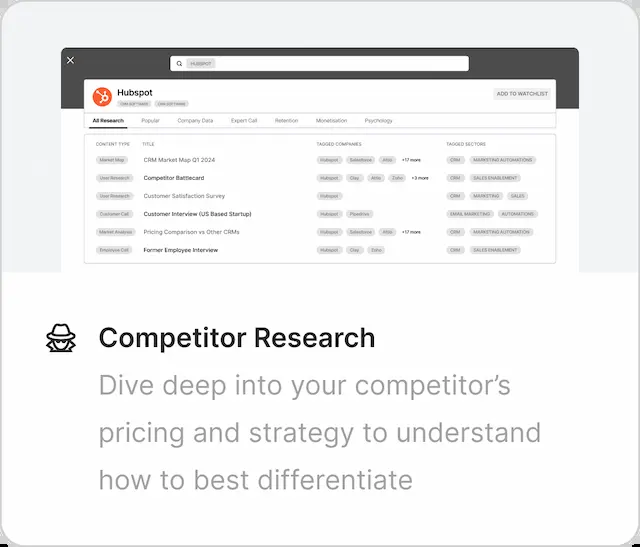 HUBSPOT
Hubspot
ADD TO WATCHLIST
CRM SOFTWARE CRM SOFTWARE
All Research Popular Company Data Expert Call Retention Monetisation Psychology
CONTENT TYPE TITLE TAGGED COMPANIES TAGGED SECTORS
Market Map CRM Market Map Q1 2024 Hubspot Salesforce Attio +17 more CRM MARKETING AUTOMATIONS
User Research Competitor Battlecard Hubspot Clay Attio Zoho +3 more CRM SALES ENABLEMENT
User Research Customer Satisfaction Survey Hubspot CRM MARKETING SALES
Customer Call Customer Interview (US Based Startup) Hubspot Pipedrive EMAIL MARKETING AUTOMATIONS
Market Analysis Pricing Comparison vs Other CRMs Hubspot Salesforce Attio +17 more CRM MARKETING AUTOMATION
Employee Call Former Employee Interview Hubspot Clay Zoho CRM SALES ENABLEMENT
Competitor Research
Dive deep into your competitor’s
pricing and strategy to understand
how to best differentiate